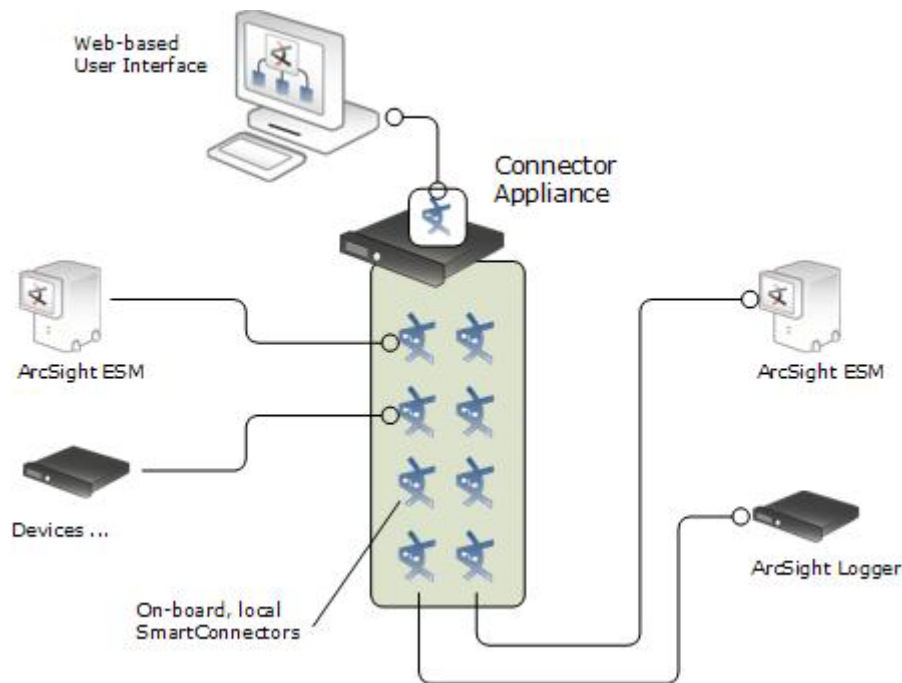 Web-based
User Interface
Connector
Appliance
ArcSight ESM
ArcSight ESM
Devices ...
ArcSight Logger
On-board, local
SmartConnectors